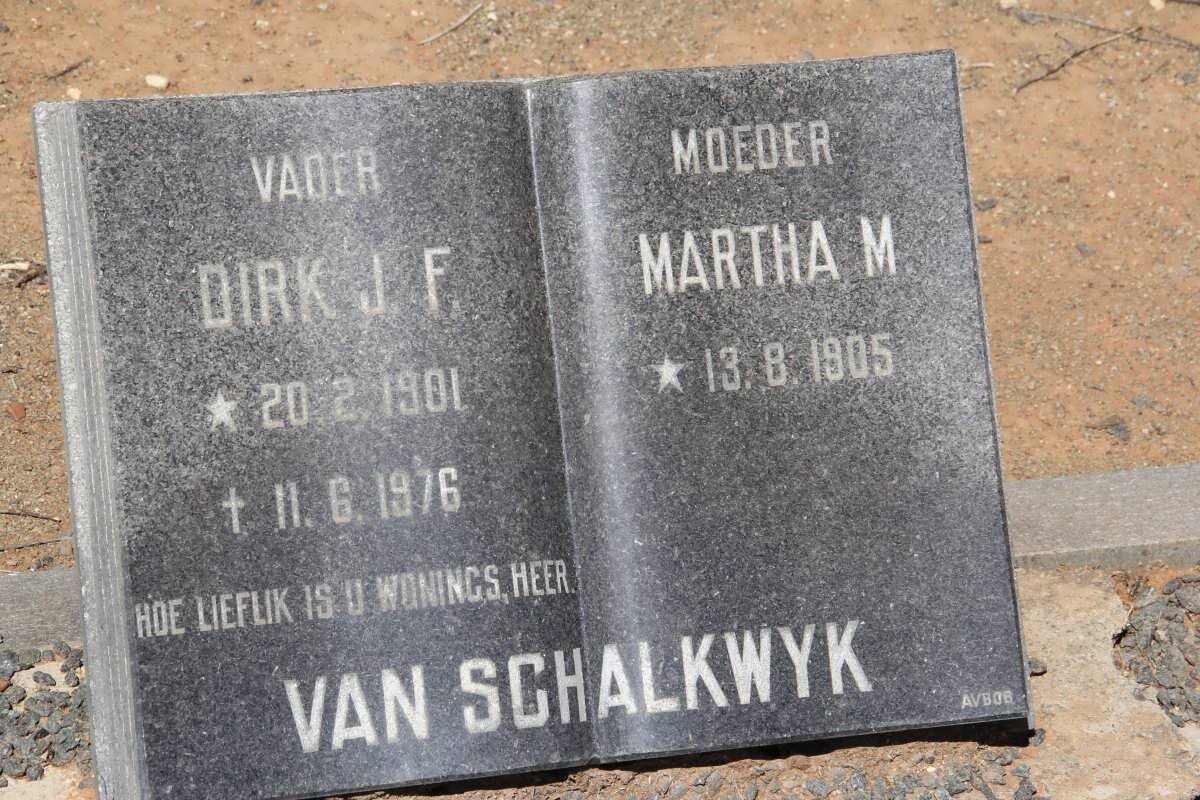 VADER
DIRK J. F.
★ 20. 2. 1901
† 11. 6. 1976
HOE LIEFLIK IS U WONINGS, HEER.
MOEDER
MARTHA M.
★ 13. 8. 1905
VAN SCHALKWYK
AVBOB